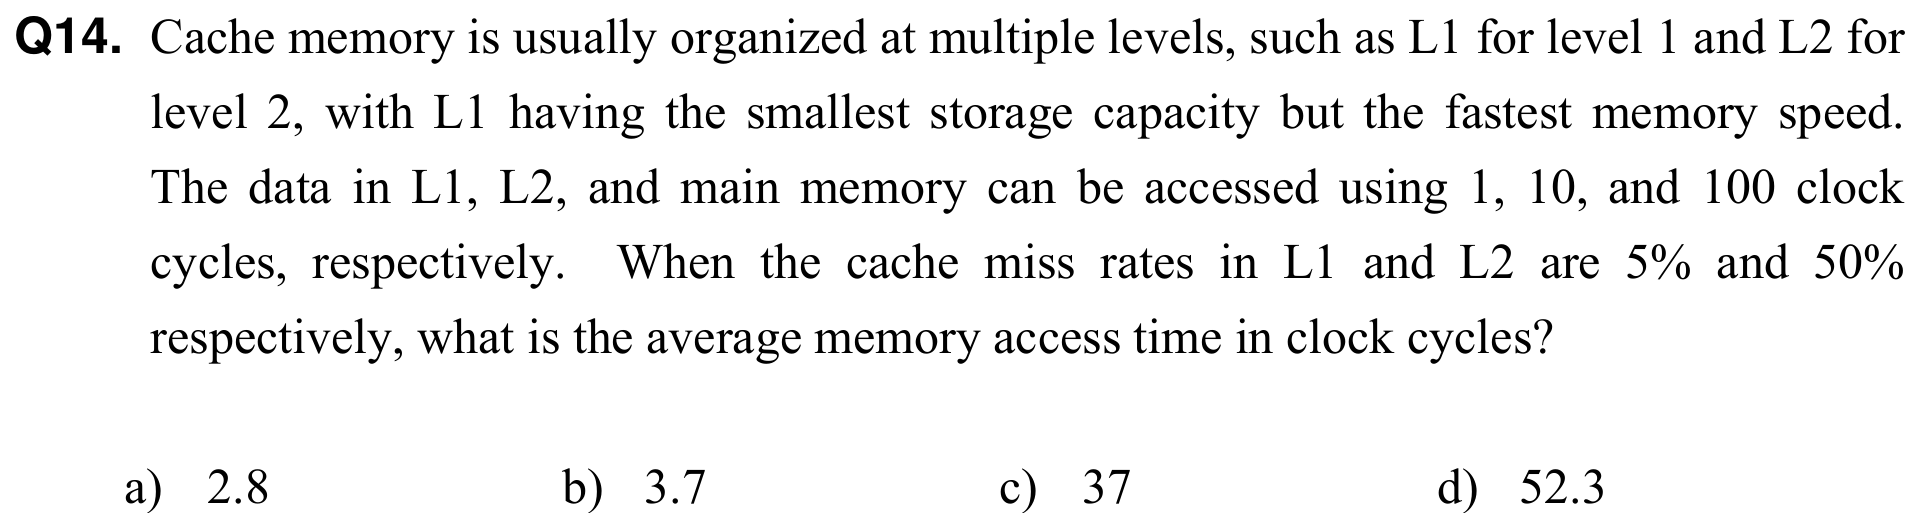 Q14. Cache memory is usually organized at multiple levels, such as L1 for level 1 and L2 for
level 2, with L1 having the smallest storage capacity but the fastest memory speed.
The data in L1, L2, and main memory can be accessed using 1, 10, and 100 clock
cycles, respectively. When the cache miss rates in L1 and L2 are 5% and 50%
respectively, what is the average memory access time in clock cycles?
a) 2.8 b) 3.7 c) 37 d) 52.3